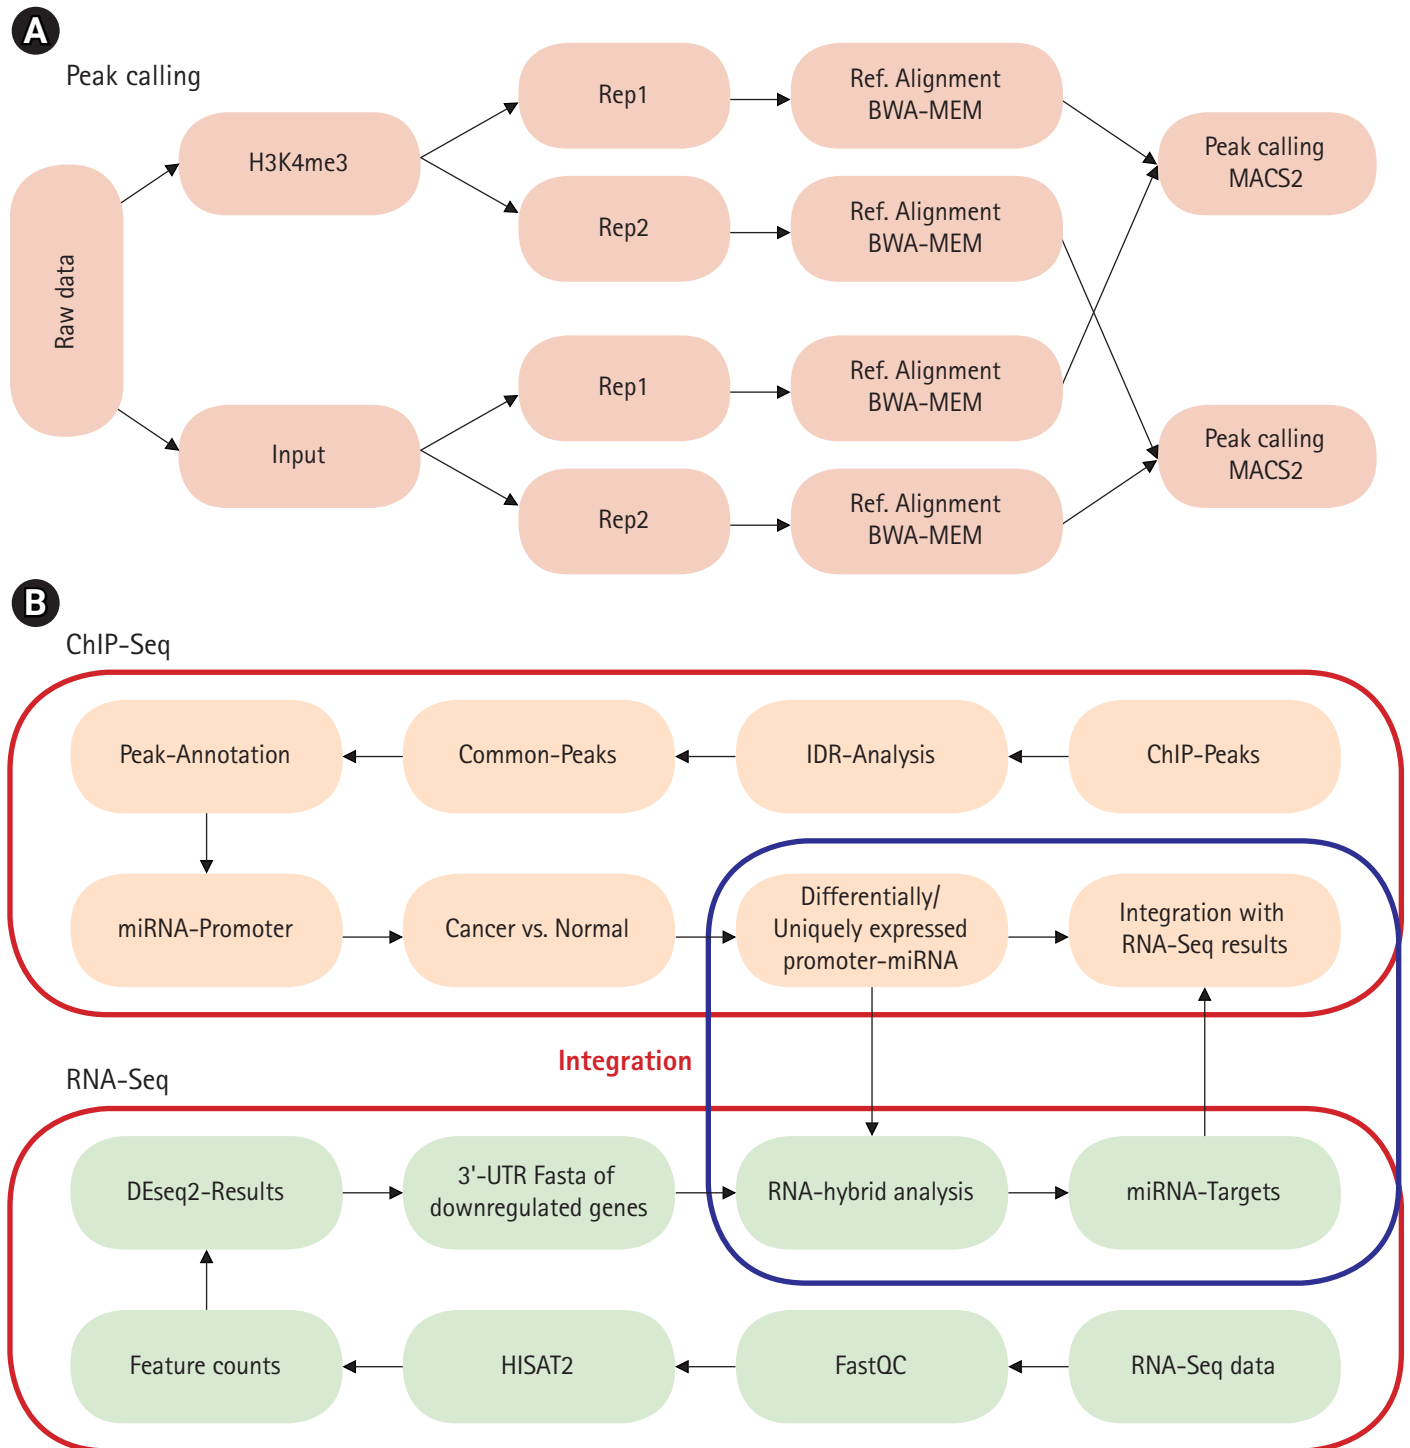 A
Peak calling
Raw data
H3K4me3
Input
Rep1
Rep2
Rep1
Rep2
Ref. Alignment
BWA-MEM
Ref. Alignment
BWA-MEM
Ref. Alignment
BWA-MEM
Ref. Alignment
BWA-MEM
Peak calling
MACS2
Peak calling
MACS2
B
ChIP-Seq
Peak-Annotation
Common-Peaks
IDR-Analysis
ChIP-Peaks
miRNA-Promoter
Cancer vs. Normal
Differentially/
Uniquely expressed
promoter-miRNA
Integration with
RNA-Seq results
Integration
RNA-Seq
DEseq2-Results
3'-UTR Fasta of
downregulated genes
RNA-hybrid analysis
miRNA-Targets
Feature counts
HISAT2
FastQC
RNA-Seq data